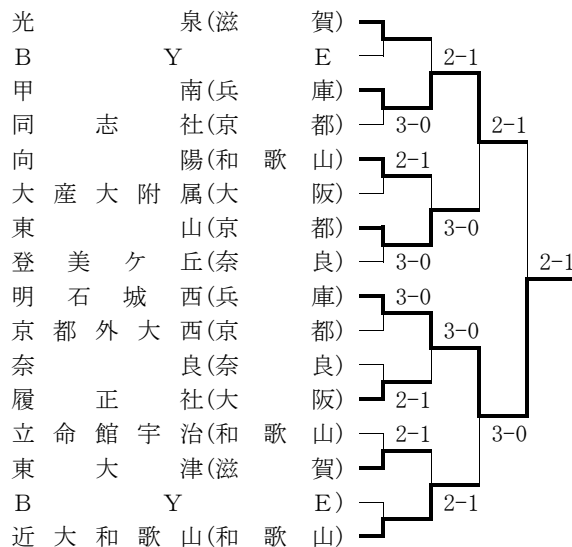 光泉(滋賀) 
BYE 2-1
甲南(兵庫)
同志社(京都) 3-0 2-1
向陽(和歌山) 2-1
大産大附属(大阪)
東山(京都) 3-0
登美ケ丘(奈良) 3-0 2-1
明石城西(兵庫) 3-0
京都外大西(京都) 3-0
奈良(奈良)
履正社(大阪) 2-1
立命館宇治(和歌山) 2-1 3-0
東大津(滋賀)
BYE) 2-1
近大和歌山(和歌山)